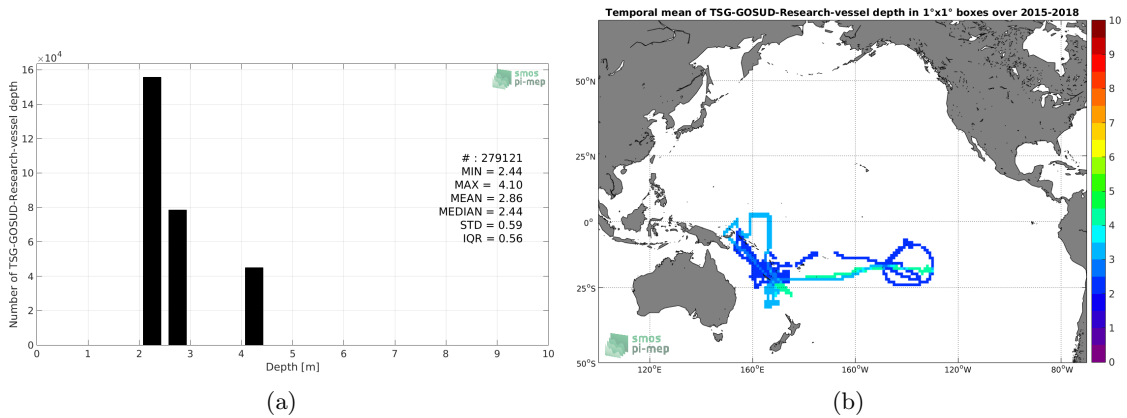 ×10⁴
16
14
12
10
8
6
4
2
0
Number of TSG-GOSUD-Research-vessel depth
0 1 2 3 4 5 6 7 8 9 10
Depth [m]
smos
pi-mep
# : 279121
MIN = 2.44
MAX = 4.10
MEAN = 2.86
MEDIAN = 2.44
STD = 0.59
IQR = 0.56
(a)
Temporal mean of TSG-GOSUD-Research-vessel depth in 1°x1° boxes over 2015-2018
50°N
25°N
0°
25°S
50°S
120°E 160°E 160°W 120°W 80°W
smos
pi-mep
10
9
8
7
6
5
4
3
2
1
0
(b)